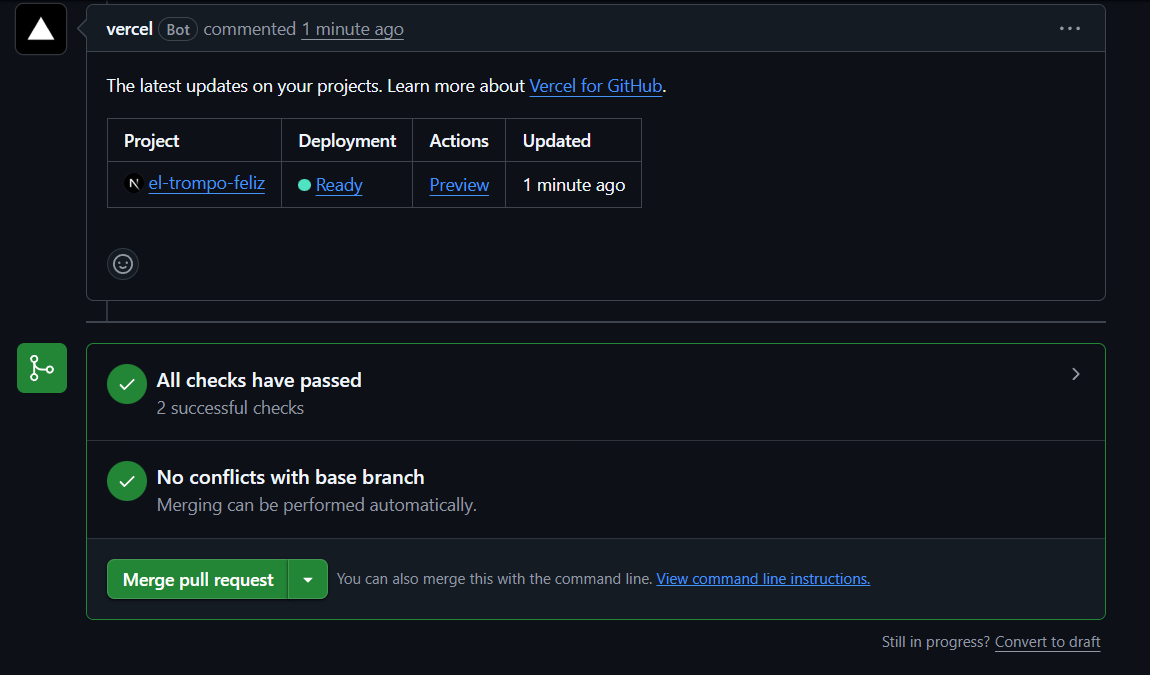 vercel Bot commented 1 minute ago
The latest updates on your projects. Learn more about Vercel for GitHub.
Project Deployment Actions Updated
N el-trompo-feliz Ready Preview 1 minute ago
All checks have passed
2 successful checks
No conflicts with base branch
Merging can be performed automatically.
Merge pull request You can also merge this with the command line. View command line instructions.
Still in progress? Convert to draft